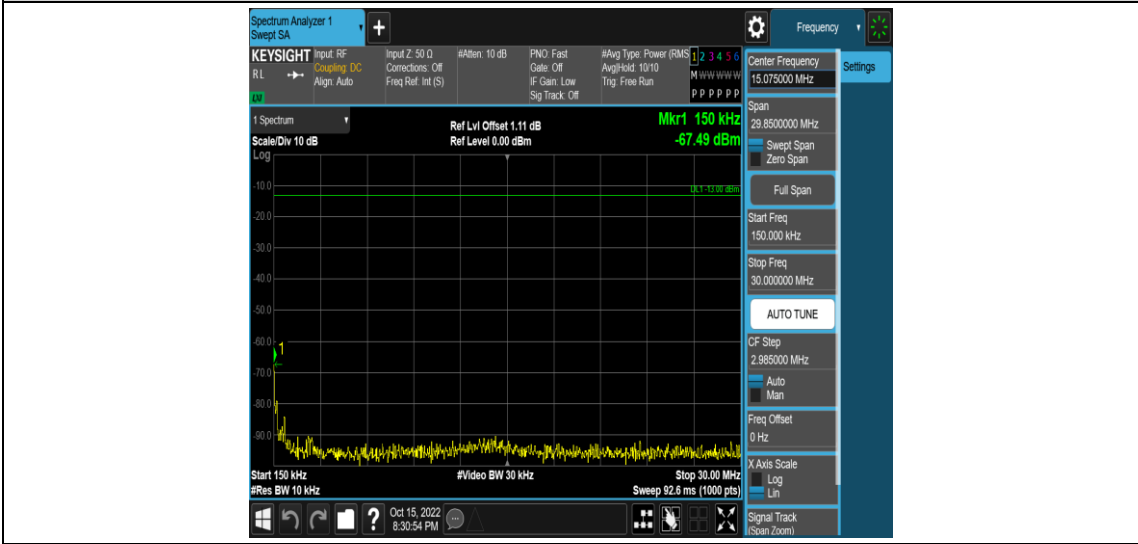 Spectrum Analyzer 1
Swept SA
+
Frequency
KEYSIGHT
RL
Input: RF
Coupling: DC
Align: Auto
Input Z: 50 Ω
Corrections: Off
Freq Ref: Int (S)
#Atten: 10 dB
PNO: Fast
Gate: Off
IF Gain: Low
Sig Track: Off
#Avg Type: Power (RMS
Avg|Hold: 10/10
Trig: Free Run
1 2 3 4 5 6
M W W W W W
P P P P P P
LM
1 Spectrum
Scale/Div 10 dB
Log
Ref Lvl Offset 1.11 dB
Ref Level 0.00 dBm
Mkr1 150 kHz
-67.49 dBm
DL1 -13.00 dBm
-10.0
-20.0
-30.0
-40.0
-50.0
-60.0
-70.0
-80.0
-90.0
1
Start 150 kHz
#Res BW 10 kHz
#Video BW 30 kHz
Stop 30.00 MHz
Sweep 92.6 ms (1000 pts)
?
Oct 15, 2022
8:30:54 PM
Center Frequency
15.075000 MHz
Settings
Span
29.8500000 MHz
Swept Span
Zero Span
Full Span
Start Freq
150.000 kHz
Stop Freq
30.000000 MHz
AUTO TUNE
CF Step
2.985000 MHz
Auto
Man
Freq Offset
0 Hz
X Axis Scale
Log
Lin
Signal Track
(Span Zoom)